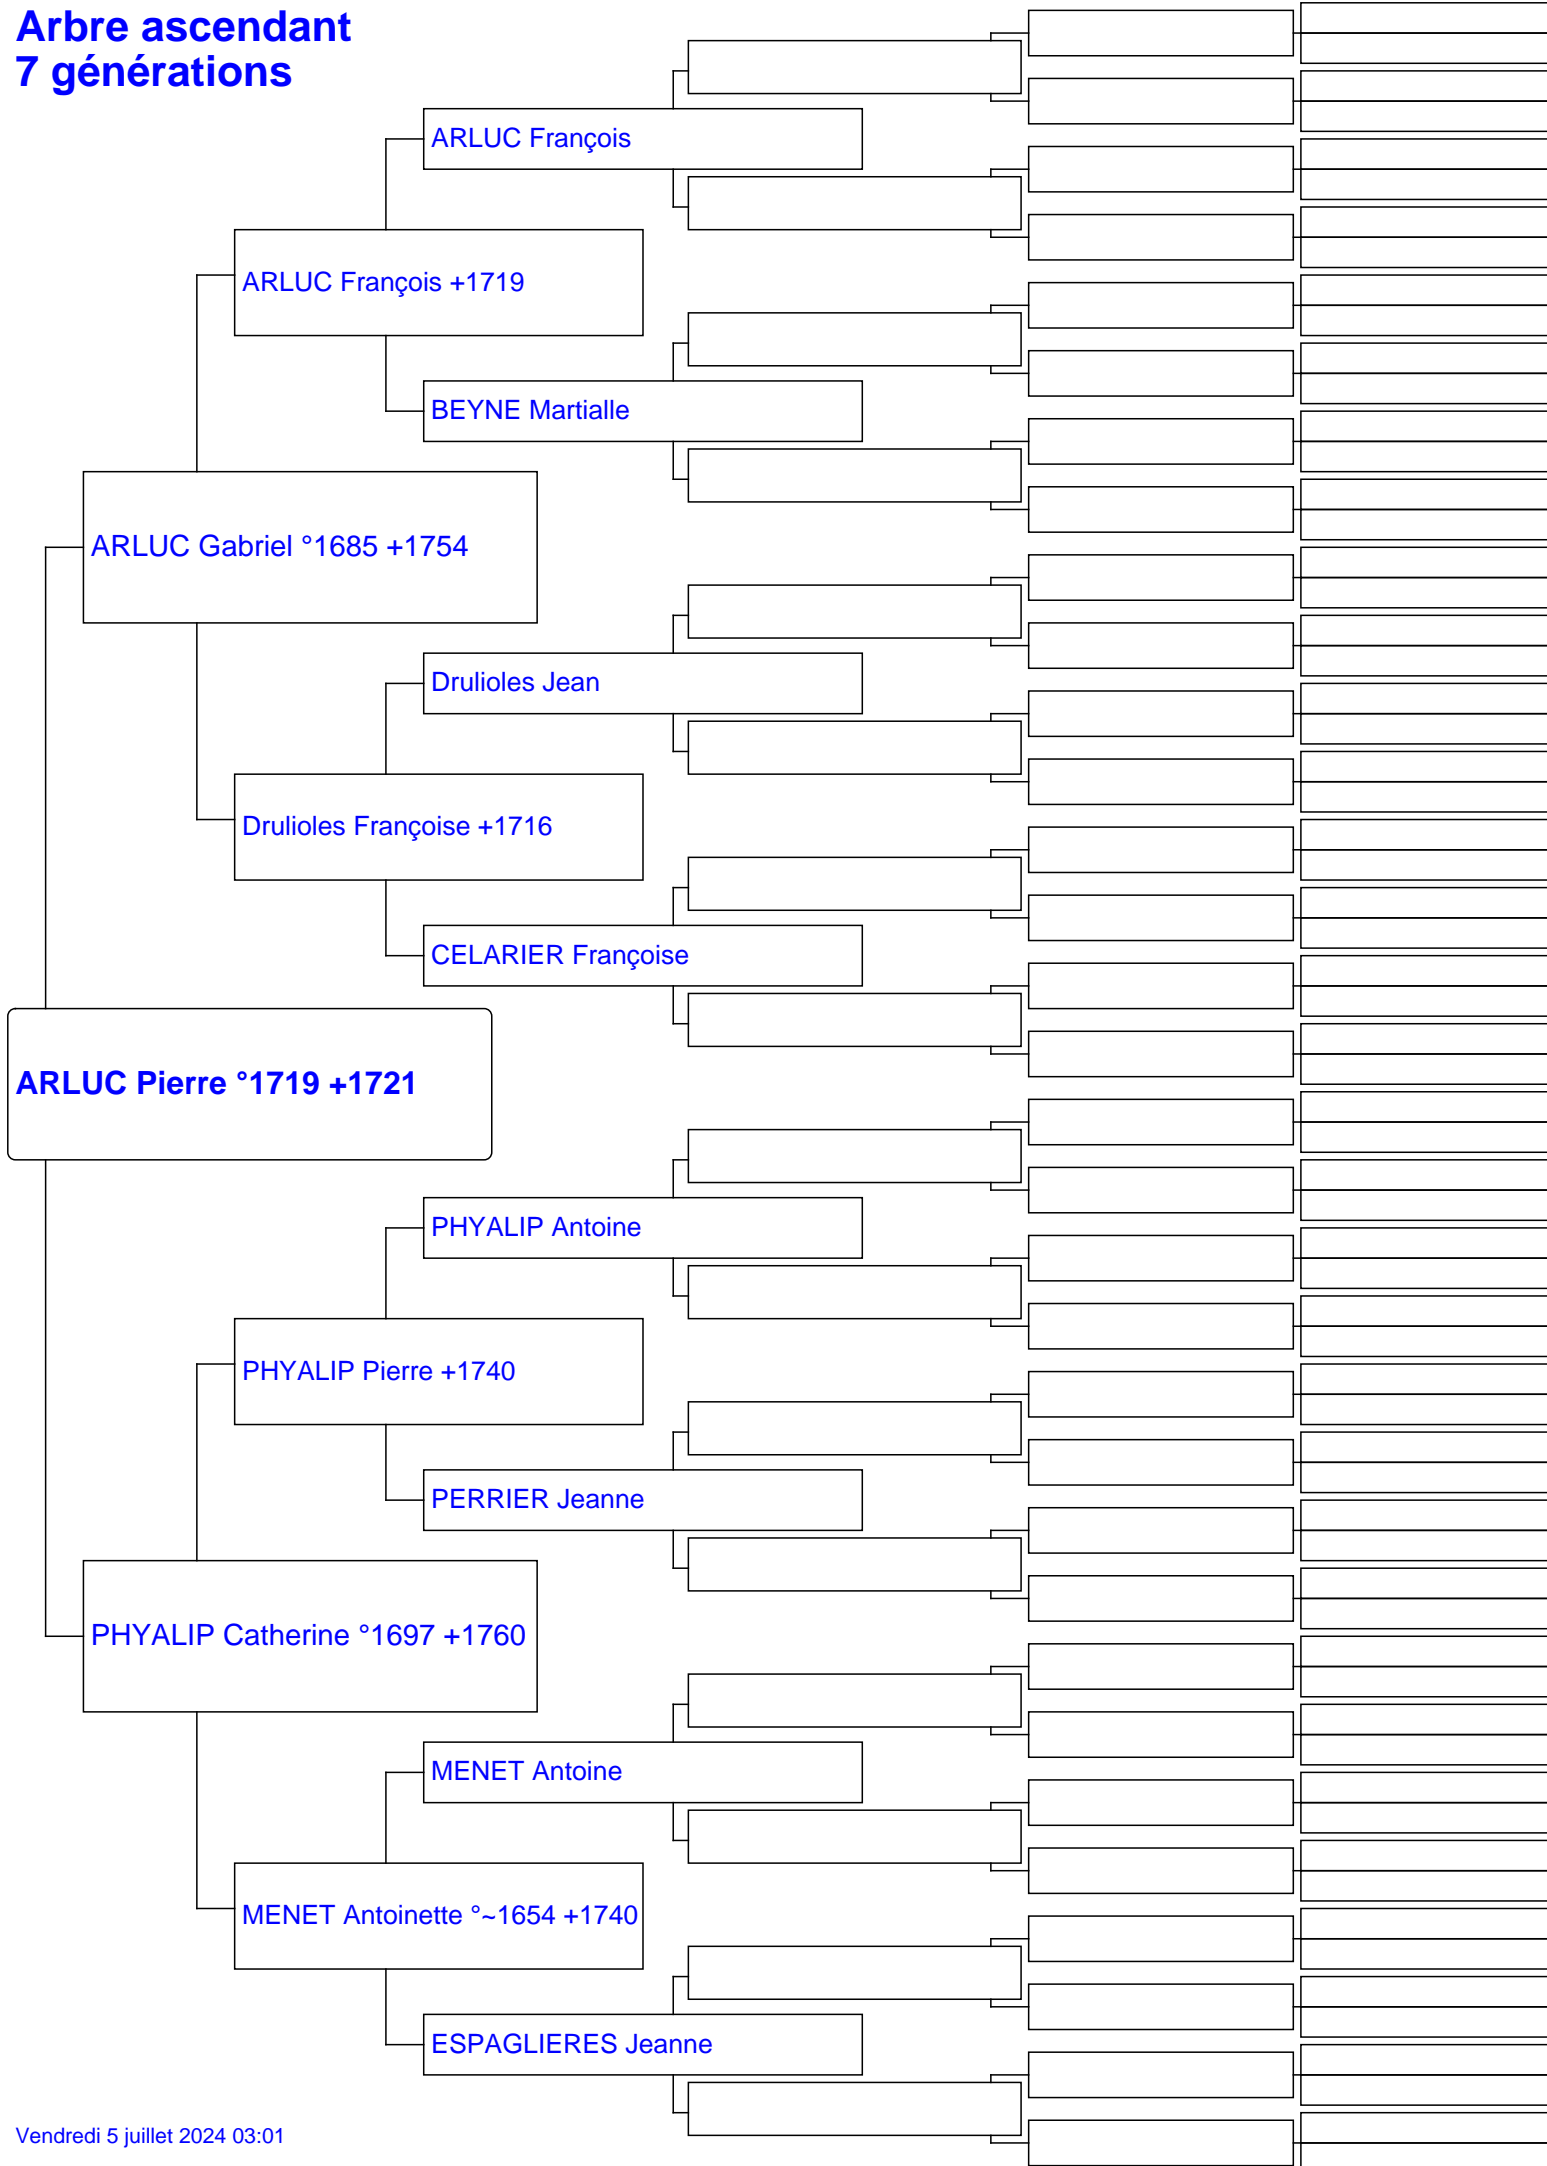 Arbre ascendant
7 générations
ARLUC François
ARLUC François +1719
BEYNE Martialle
ARLUC Gabriel °1685 +1754
Drulioles Jean
Drulioles Françoise +1716
CELARIER Françoise
ARLUC Pierre °1719 +1721
PHYALIP Antoine
PHYALIP Pierre +1740
PERRIER Jeanne
PHYALIP Catherine °1697 +1760
MENET Antoine
MENET Antoinette °~1654 +1740
ESPAGLIERES Jeanne
Vendredi 5 juillet 2024 03:01